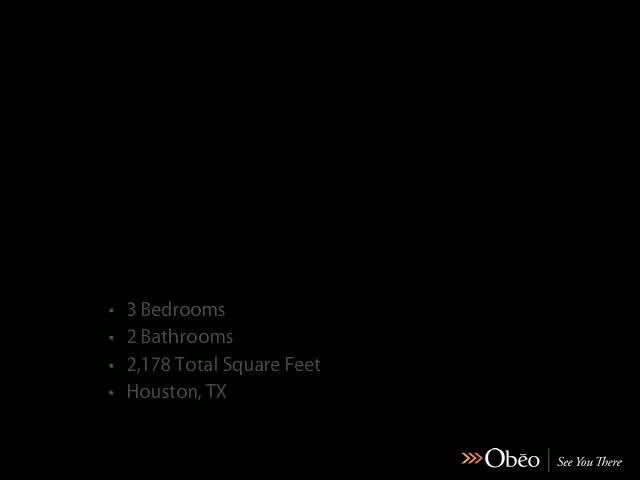 • 3 Bedrooms
• 2 Bathrooms
• 2,178 Total Square Feet
• Houston, TX
Obēo | See You There